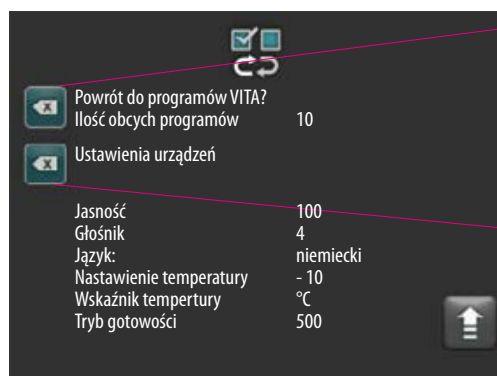 Powrót do programów VITA?
Ilość obcych programów 10
Ustawienia urządzeń
Jasność 100
Głośnik 4
Język: niemiecki
Nastawienie temperatury - 10
Wskaźnik tempertury °C
Tryb gotowości 500